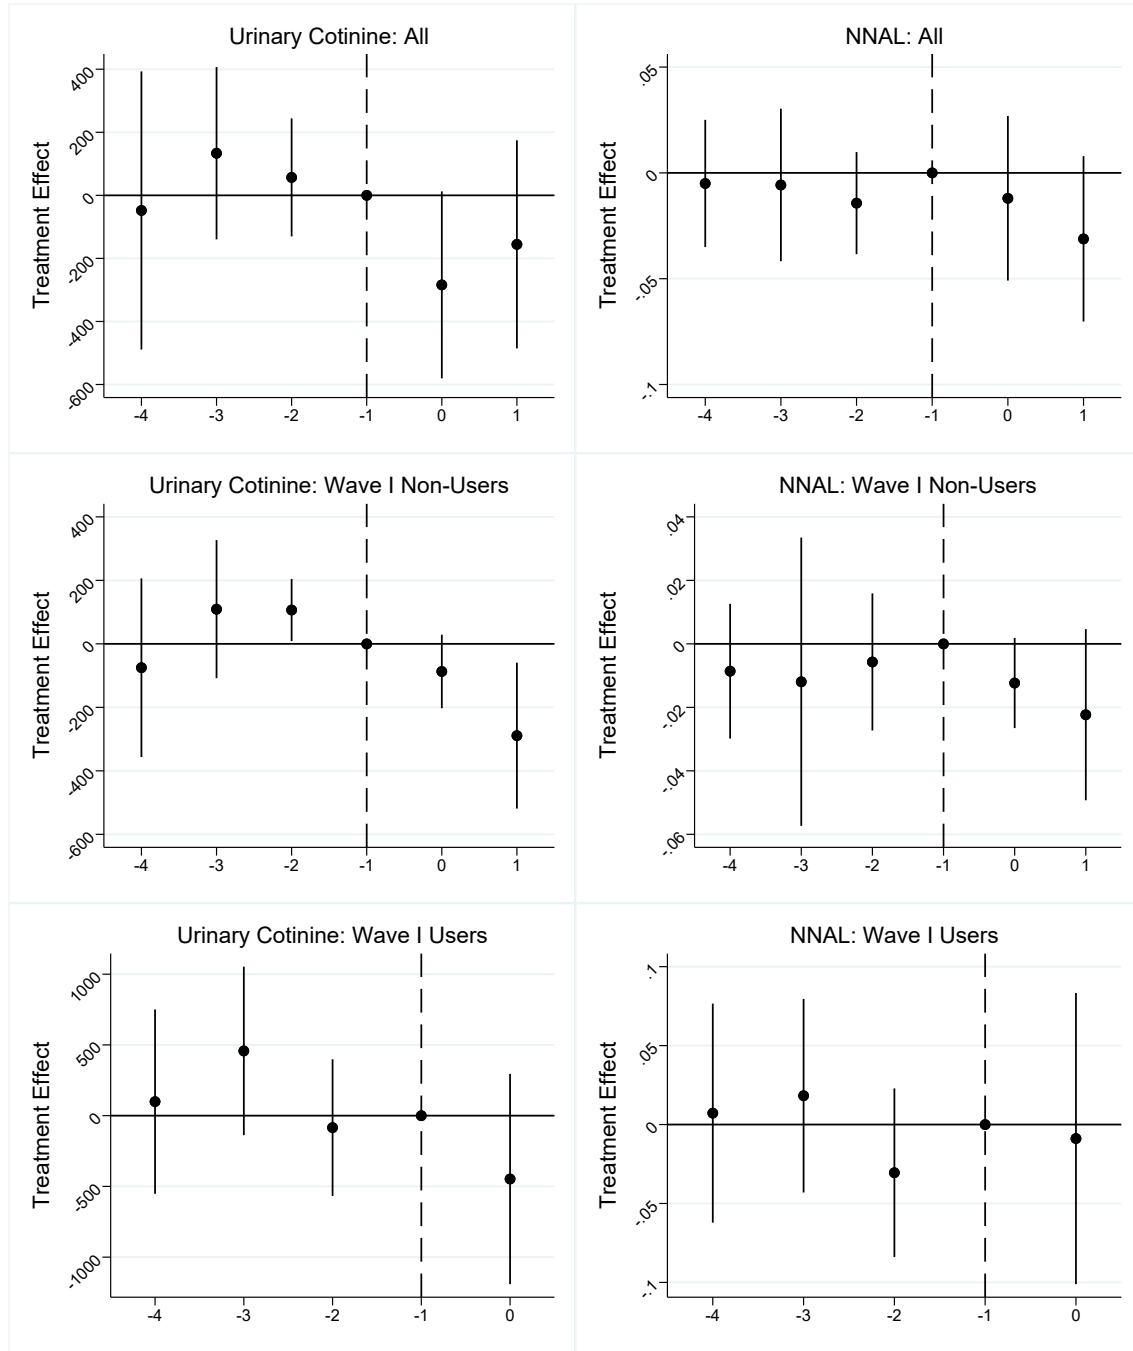 Urinary Cotinine: All
Treatment Effect
400
200
0
-200
-400
-600
-4 -3 -2 -1 0 1
NNAL: All
Treatment Effect
.05
0
-.05
-.1
-4 -3 -2 -1 0 1
Urinary Cotinine: Wave I Non-Users
Treatment Effect
400
200
0
-200
-400
-600
-4 -3 -2 -1 0 1
NNAL: Wave I Non-Users
Treatment Effect
.04
.02
0
-.02
-.04
-.06
-4 -3 -2 -1 0 1
Urinary Cotinine: Wave I Users
Treatment Effect
1000
500
0
-500
-1000
-4 -3 -2 -1 0
NNAL: Wave I Users
Treatment Effect
.1
.05
0
-.05
-.1
-4 -3 -2 -1 0